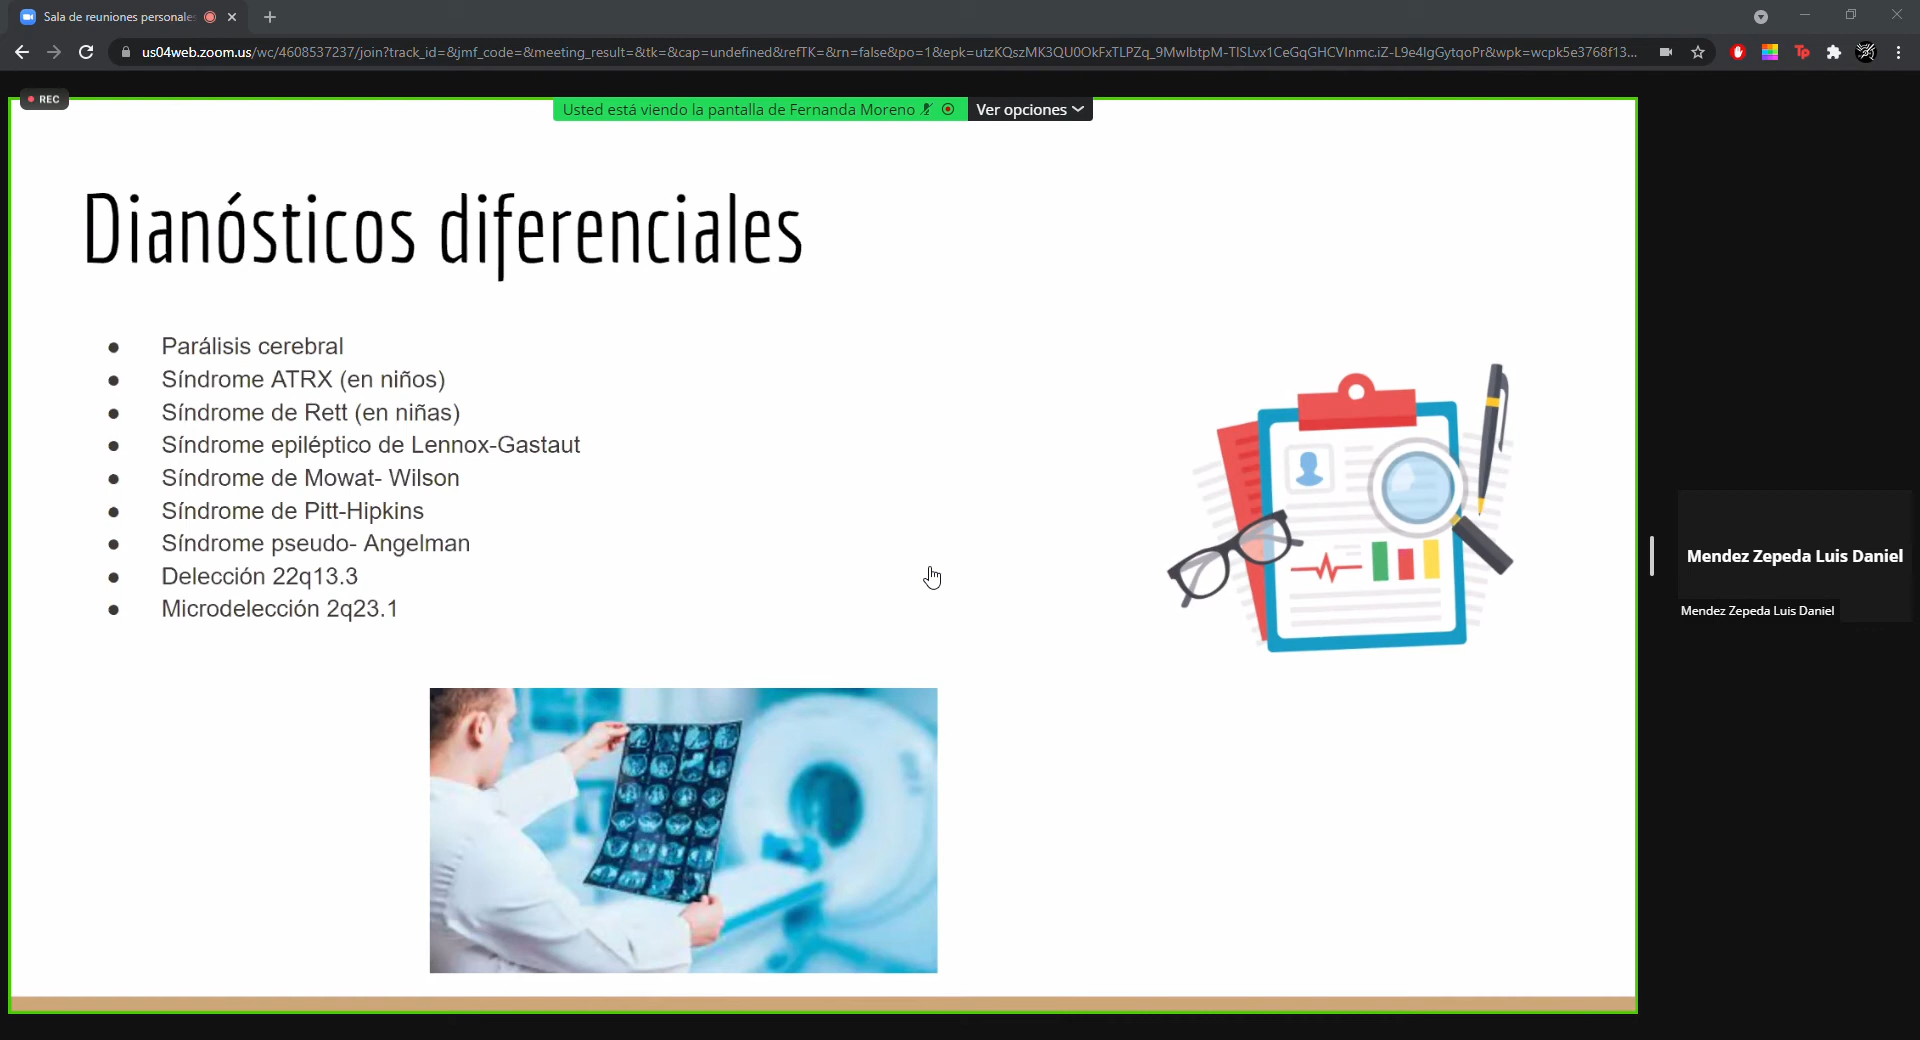 Sala de reuniones personales
us04web.zoom.us/wc/4608537237/join?track_id=&jmf_code=&meeting_result=&tk=&cap=undefined&refTK=&rn=false&po=1&epk=utzKQszMK3QU0OkFxTLPZq_9MwIbtpM-TISLvx1CeGqGHCVInmc.iZ-L9e4IgGytqoPr&wpk=wcpk5e3768f13...
REC
Usted está viendo la pantalla de Fernanda Moreno
Ver opciones
Dianósticos diferenciales
● Parálisis cerebral
● Síndrome ATRX (en niños)
● Síndrome de Rett (en niñas)
● Síndrome epiléptico de Lennox-Gastaut
● Síndrome de Mowat- Wilson
● Síndrome de Pitt-Hipkins
● Síndrome pseudo- Angelman
● Delección 22q13.3
● Microdelección 2q23.1
Mendez Zepeda Luis Daniel
Mendez Zepeda Luis Daniel